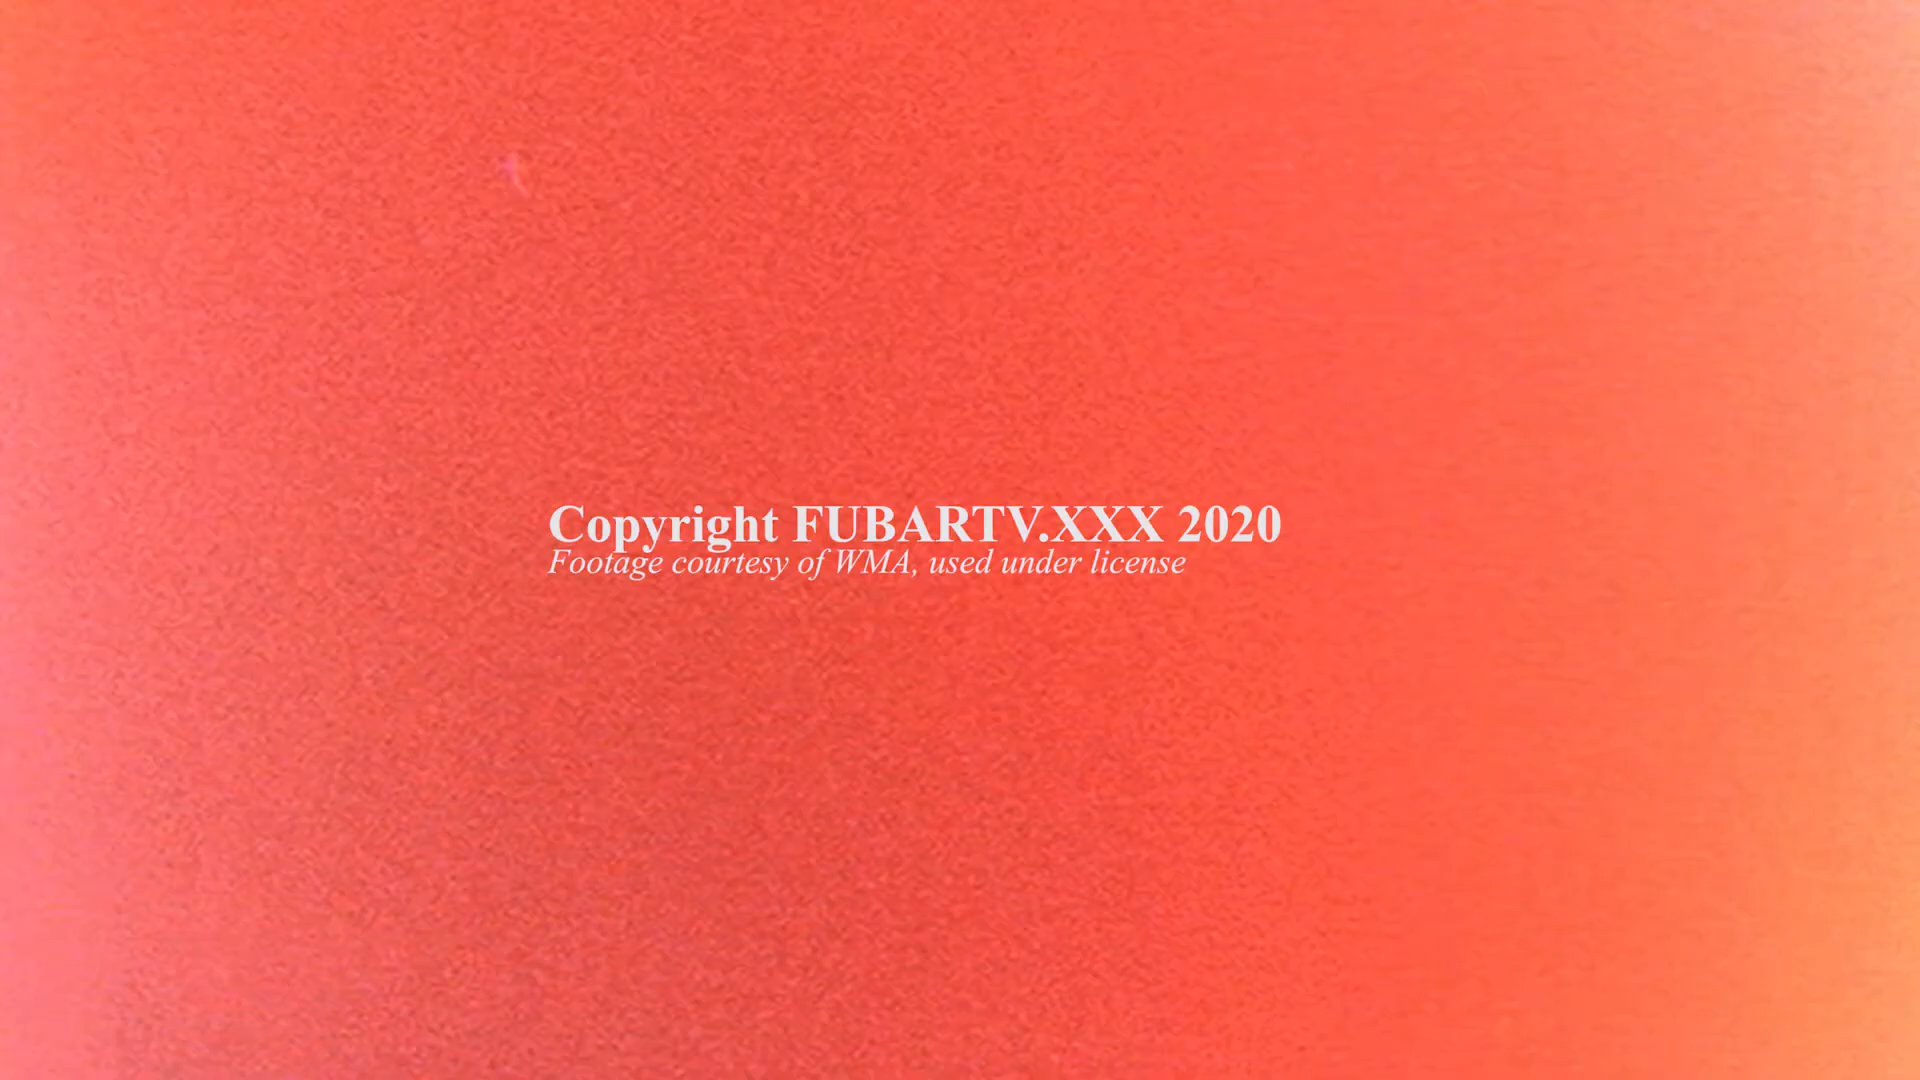 Copyright FUBARTV.XXX 2020
Footage courtesy of WMA, used under license